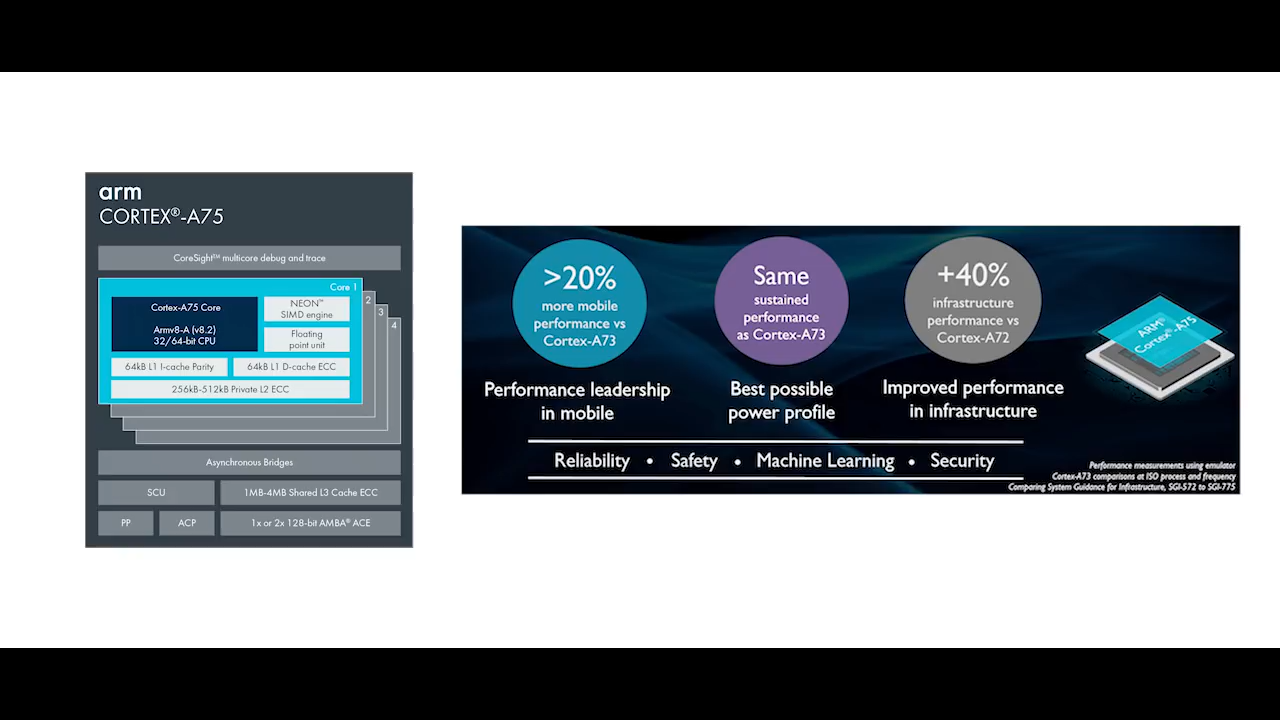 arm
CORTEX®-A75
CoreSight℠ multicore debug and trace
Core 1
2
3
4
Cortex-A75 Core
Armv8-A (v8.2)
32/64-bit CPU
NEON™
SIMD engine
Floating
point unit
64kB L1 I-cache Parity
64kB L1 D-cache ECC
256kB-512kB Private L2 ECC
Asynchronous Bridges
SCU
1MB-4MB Shared L3 Cache ECC
PP
ACP
1x or 2x 128-bit AMBA® ACE
>20%
more mobile
performance vs
Cortex-A73
Performance leadership
in mobile
Same
sustained
performance
as Cortex-A73
Best possible
power profile
+40%
infrastructure
performance vs
Cortex-A72
Improved performance
in infrastructure
ARM®
Cortex®-A75
Reliability • Safety • Machine Learning • Security
Performance measurements using emulator
Cortex-A73 comparisons at ISO process and frequency
Comparing System Guidance for Infrastructure, SGI-572 to SGI-775